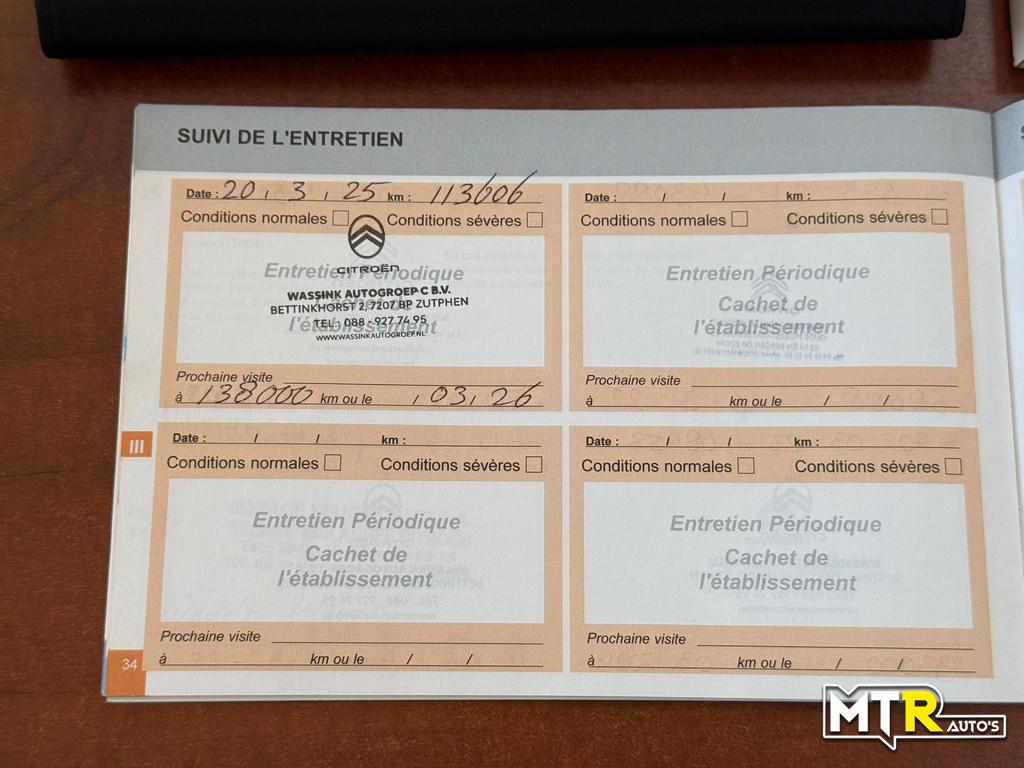 SUIVI DE L'ENTRETIEN
Date : 20 / 3 / 25 km : 113606
Conditions normales Conditions sévères
CITROËN
Entretien Périodique
WASSINK AUTOGROEP C B.V.
BETTINKHORST 2, 7207 BP ZUTPHEN
TEL.: 088 - 927 74 95
l'établissement
WWW.WASSINKAUTOGROEP.NL
Prochaine visite
à 138000 km ou le / 03 / 26
Date : / / km :
Conditions normales Conditions sévères
Entretien Périodique
Cachet de
l'établissement
Prochaine visite
à km ou le / /
III
Date : / / km :
Conditions normales Conditions sévères
Entretien Périodique
Cachet de
l'établissement
Prochaine visite
à km ou le / /
Date : / / km :
Conditions normales Conditions sévères
Entretien Périodique
Cachet de
l'établissement
Prochaine visite
à km ou le / /
34
MTR AUTO'S